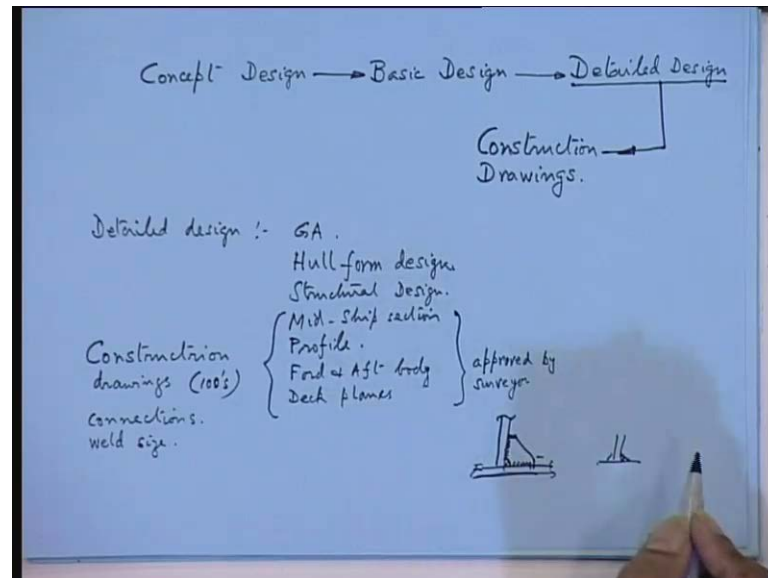 Concept Design → Basic Design → Detailed Design
Construction
Drawings.
Detailed design :- GA.
Hull form design.
Structural Design.
Mid-Ship section
Profile.
Ford & Aft body
Deck planes
Construction
drawings (100's)
connections.
weld size.
approved by
surveyor